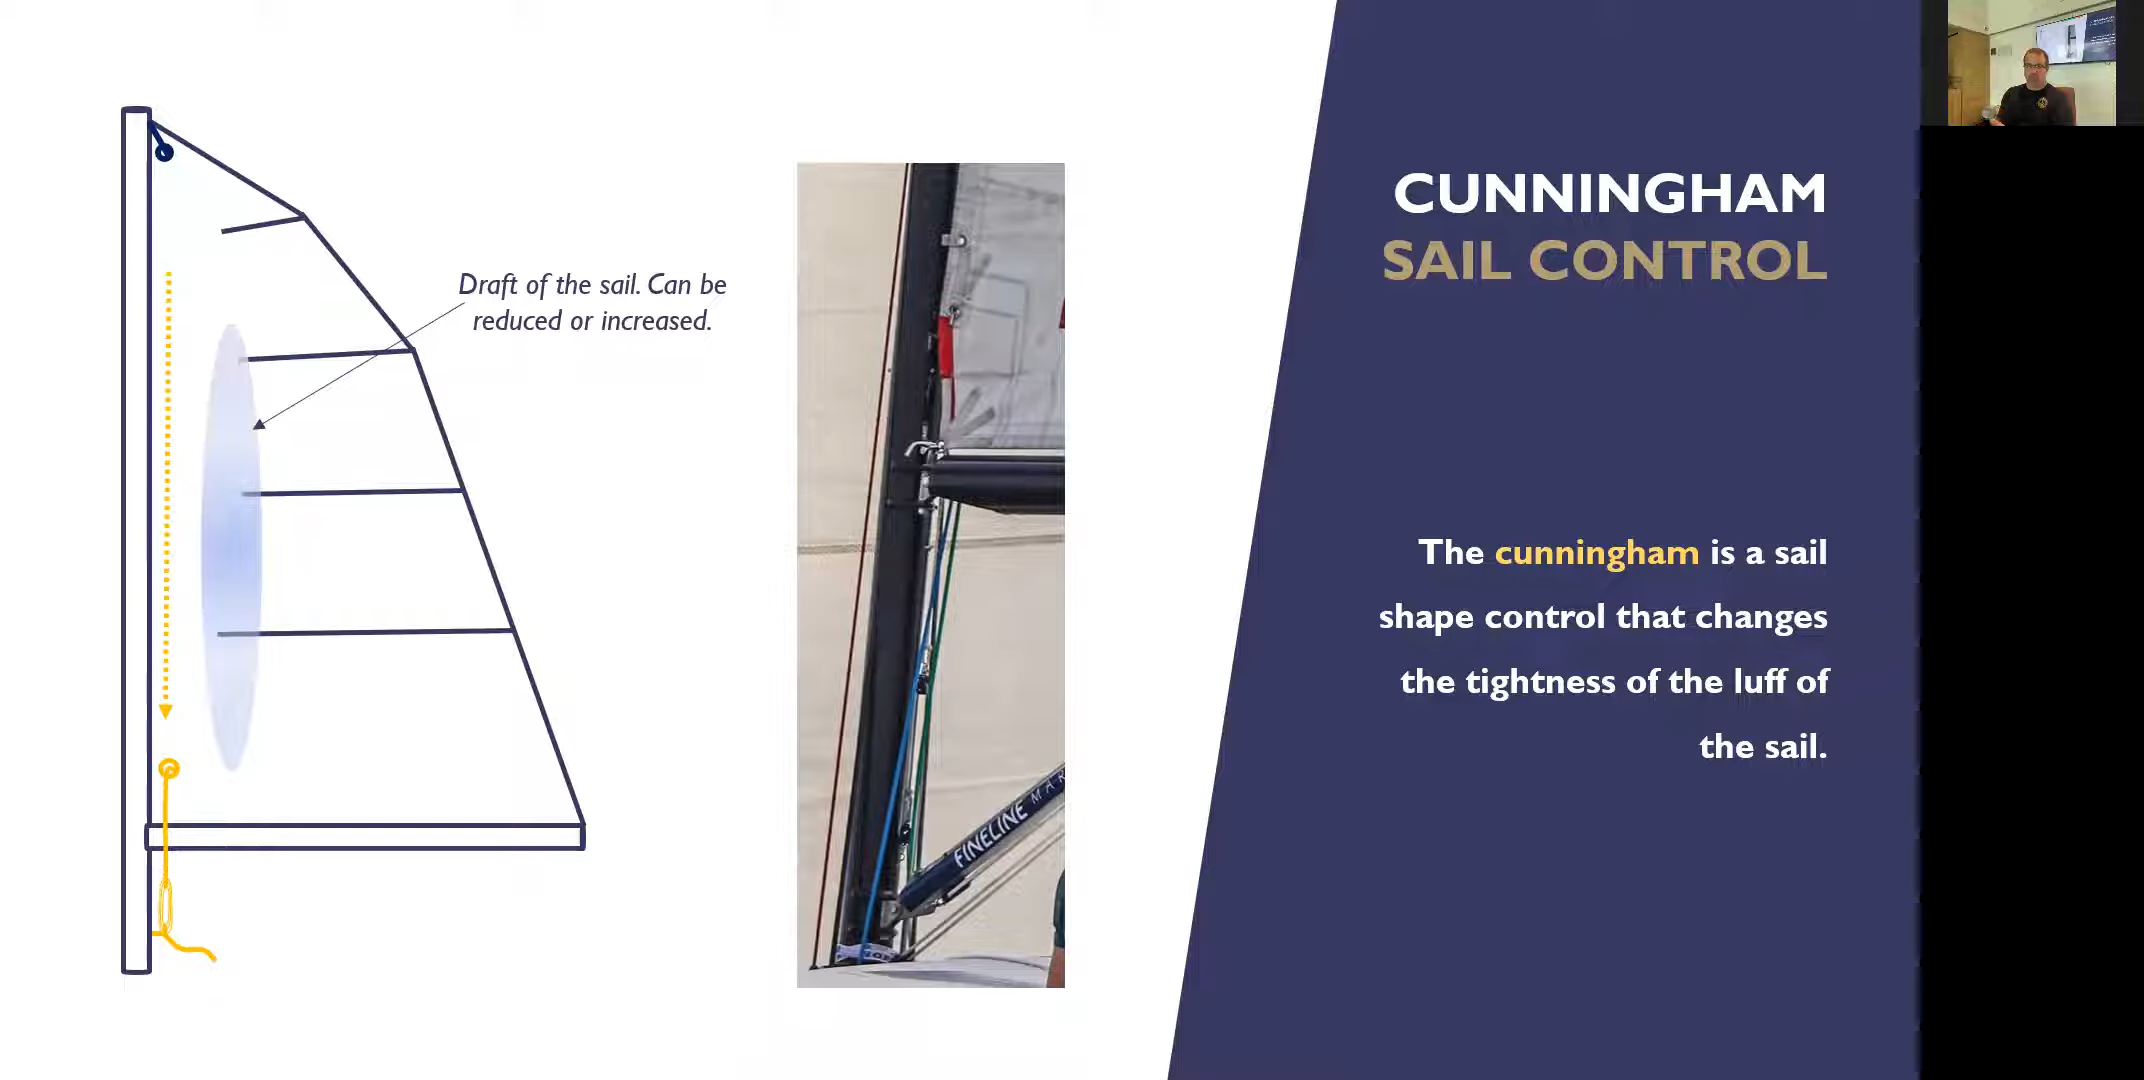 Draft of the sail. Can be
reduced or increased.
FINELINE MAR
CUNNINGHAM
SAIL CONTROL
The cunningham is a sail
shape control that changes
the tightness of the luff of
the sail.